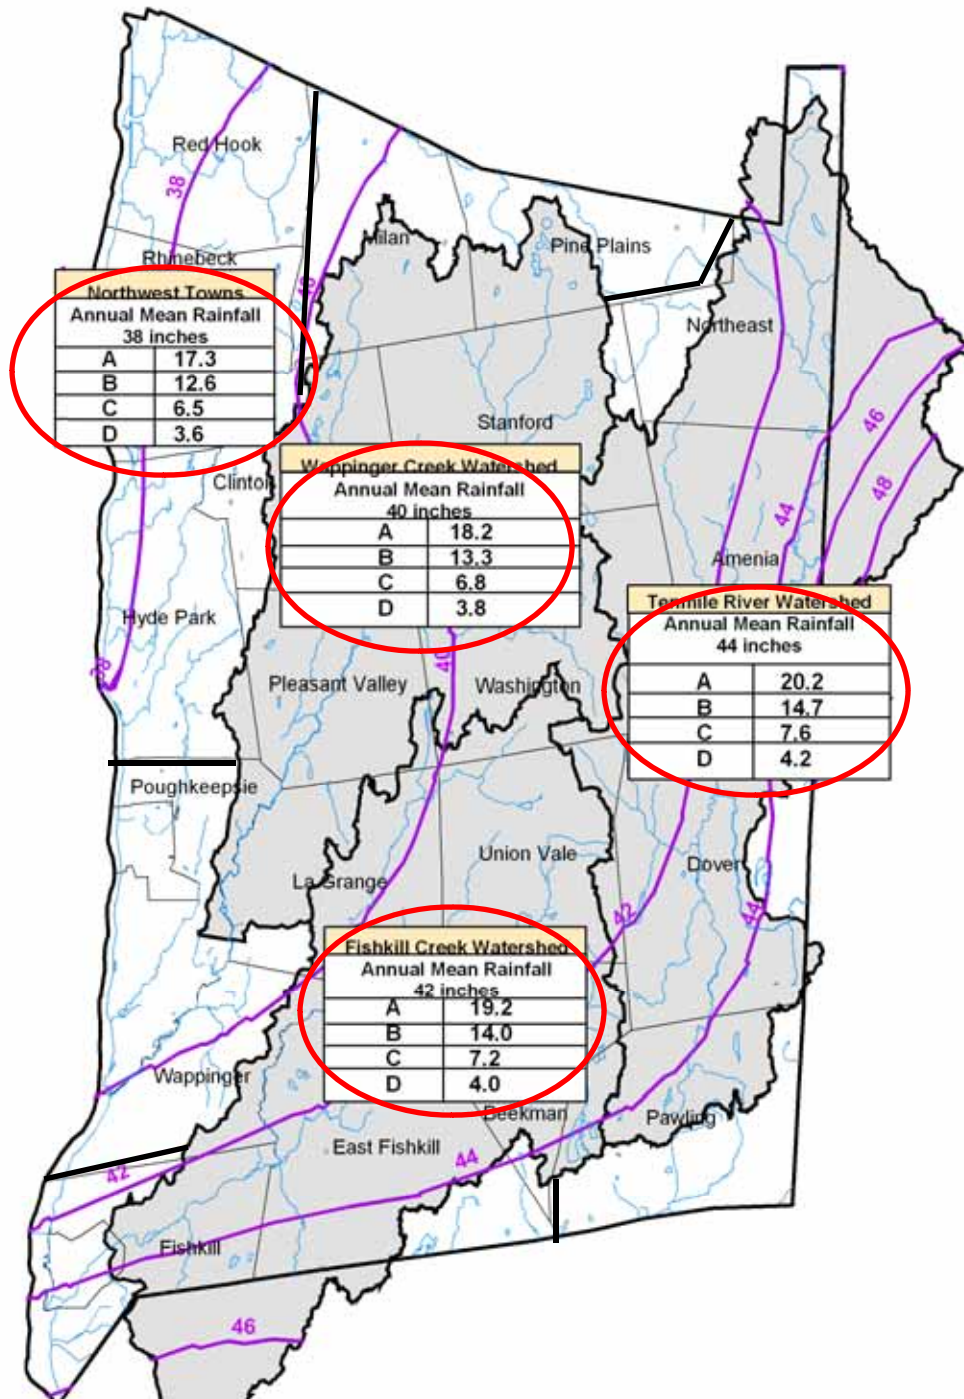 Red Hook
38
Rhinebeck
Milan
Pine Plains
40
Northwest Towns
Annual Mean Rainfall
38 inches
A 17.3
B 12.6
C 6.5
D 3.6
Northeast
46
48
44
Stanford
Clinton
Wappinger Creek Watershed
Annual Mean Rainfall
40 inches
A 18.2
B 13.3
C 6.8
D 3.8
Amenia
Tenmile River Watershed
Annual Mean Rainfall
44 inches
A 20.2
B 14.7
C 7.6
D 4.2
Hyde Park
38
40
Pleasant Valley
Washington
Poughkeepsie
Union Vale
Dover
La Grange
42
44
Fishkill Creek Watershed
Annual Mean Rainfall
42 inches
A 19.2
B 14.0
C 7.2
D 4.0
Wappinger
Beekman
Pawling
East Fishkill
42
44
Fishkill
46